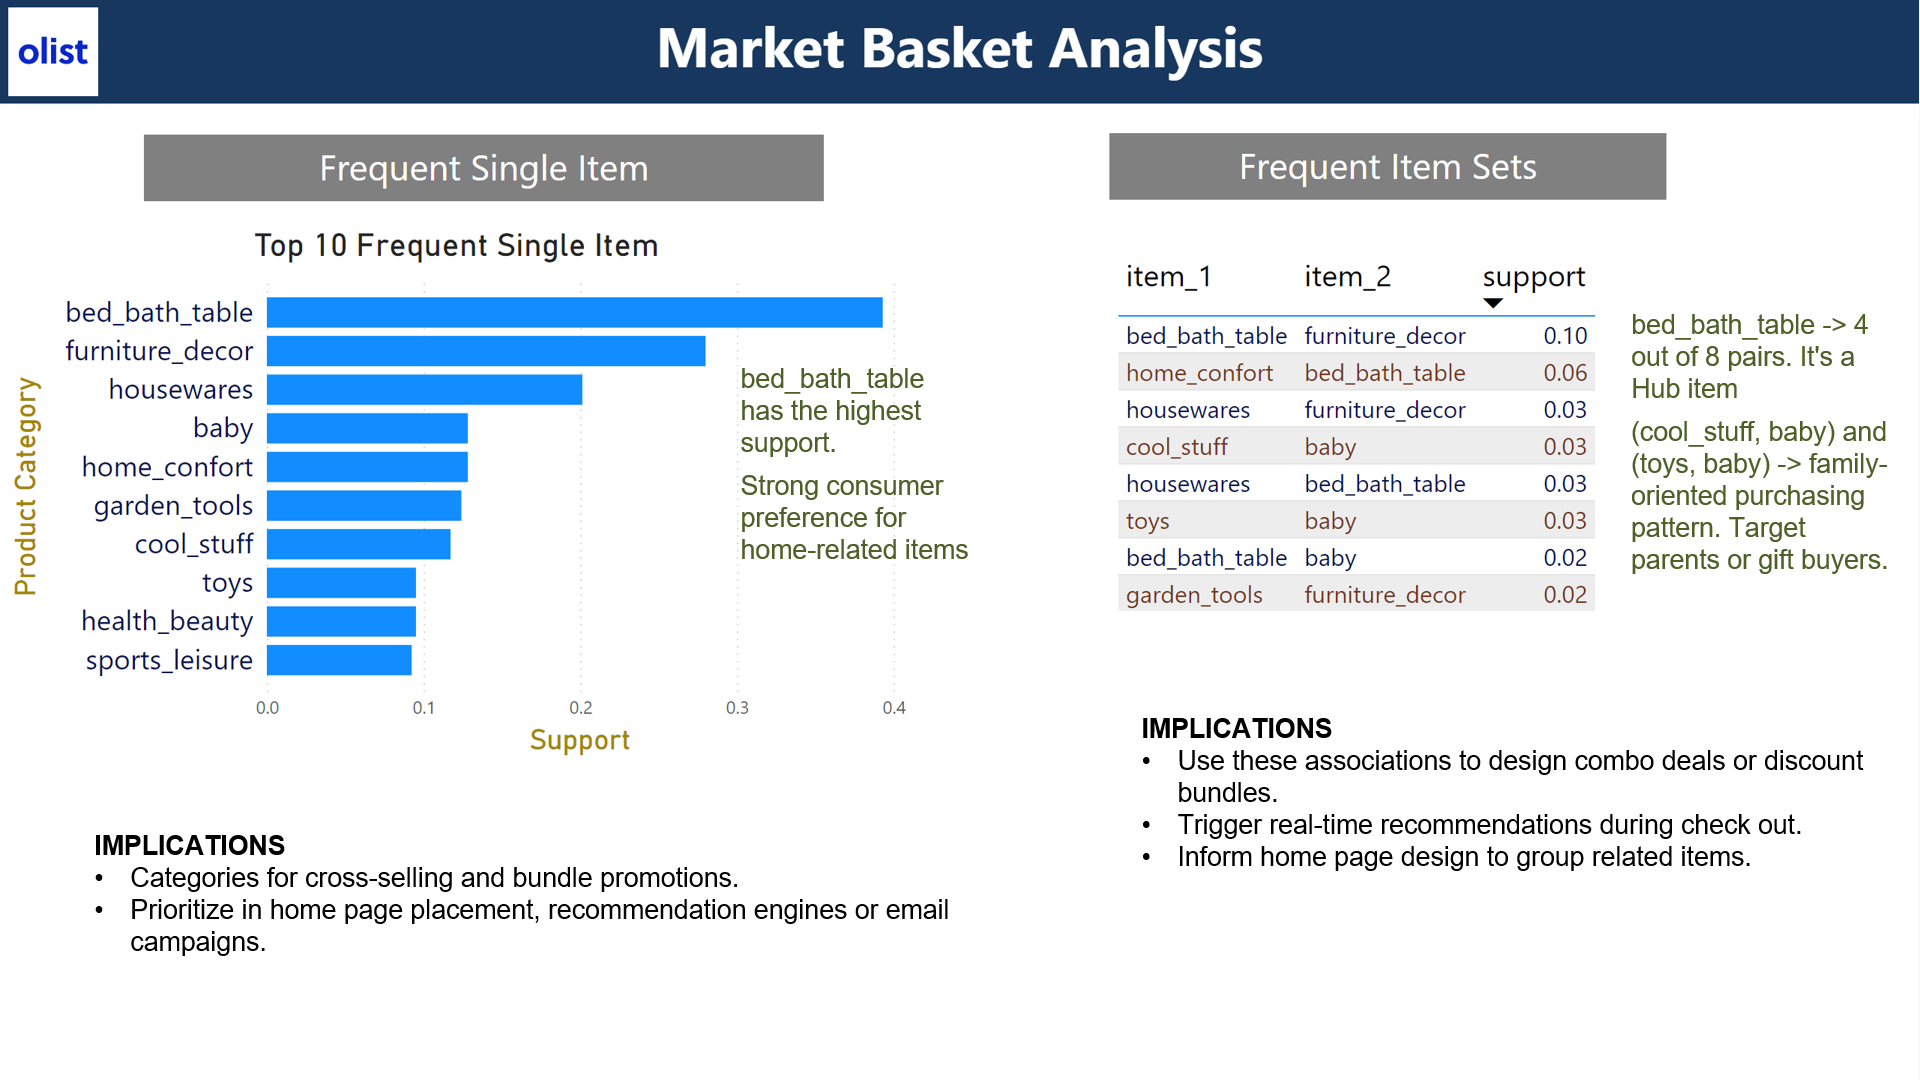 olist
Market Basket Analysis
Frequent Single Item
Top 10 Frequent Single Item
Product Category
bed_bath_table
furniture_decor
housewares
baby
home_confort
garden_tools
cool_stuff
toys
health_beauty
sports_leisure
0.0 0.1 0.2 0.3 0.4
Support
bed_bath_table
has the highest
support.
Strong consumer
preference for
home-related items
IMPLICATIONS
• Categories for cross-selling and bundle promotions.
• Prioritize in home page placement, recommendation engines or email
campaigns.
Frequent Item Sets
item_1 item_2 support
bed_bath_table furniture_decor 0.10
home_confort bed_bath_table 0.06
housewares furniture_decor 0.03
cool_stuff baby 0.03
housewares bed_bath_table 0.03
toys baby 0.03
bed_bath_table baby 0.02
garden_tools furniture_decor 0.02
bed_bath_table -> 4
out of 8 pairs. It's a
Hub item
(cool_stuff, baby) and
(toys, baby) -> family-
oriented purchasing
pattern. Target
parents or gift buyers.
IMPLICATIONS
• Use these associations to design combo deals or discount
bundles.
• Trigger real-time recommendations during check out.
• Inform home page design to group related items.